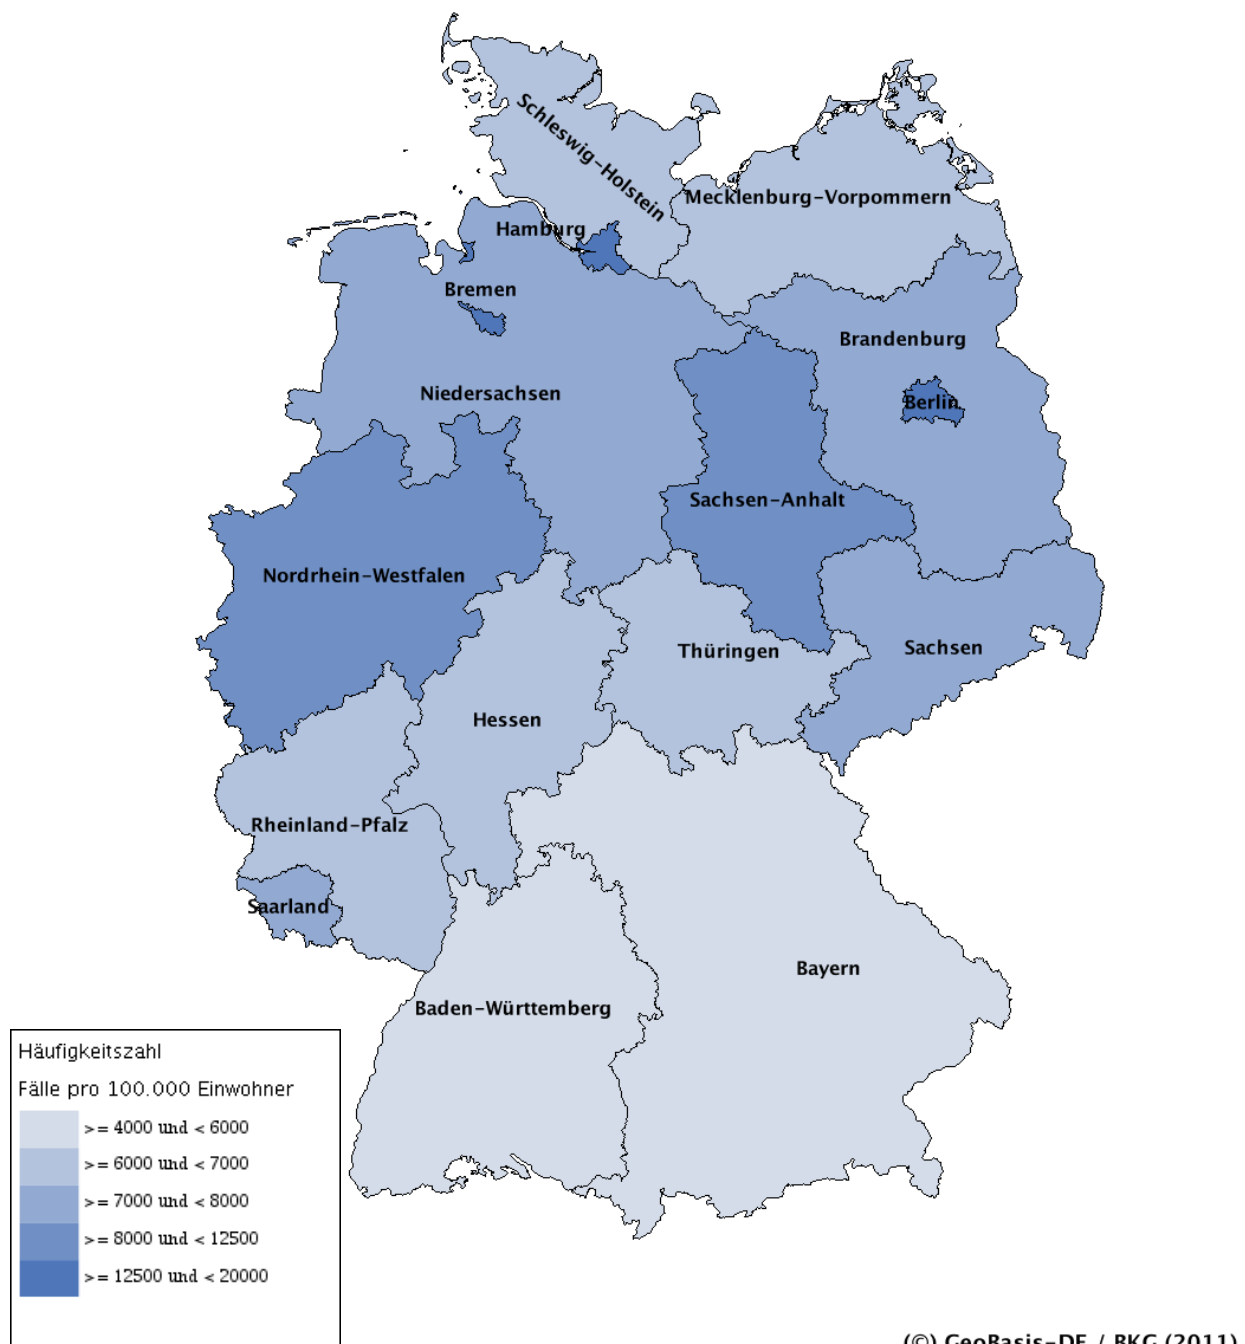 Schleswig-Holstein
Mecklenburg-Vorpommern
Hamburg
Bremen
Brandenburg
Niedersachsen
Berlin
Sachsen-Anhalt
Nordrhein-Westfalen
Thüringen
Sachsen
Hessen
Rheinland-Pfalz
Saarland
Bayern
Baden-Württemberg
Häufigkeitszahl
Fälle pro 100.000 Einwohner
>= 4000 und < 6000
>= 6000 und < 7000
>= 7000 und < 8000
>= 8000 und < 12500
>= 12500 und < 20000
(©) GeoBasis-DE / BKG (2011)